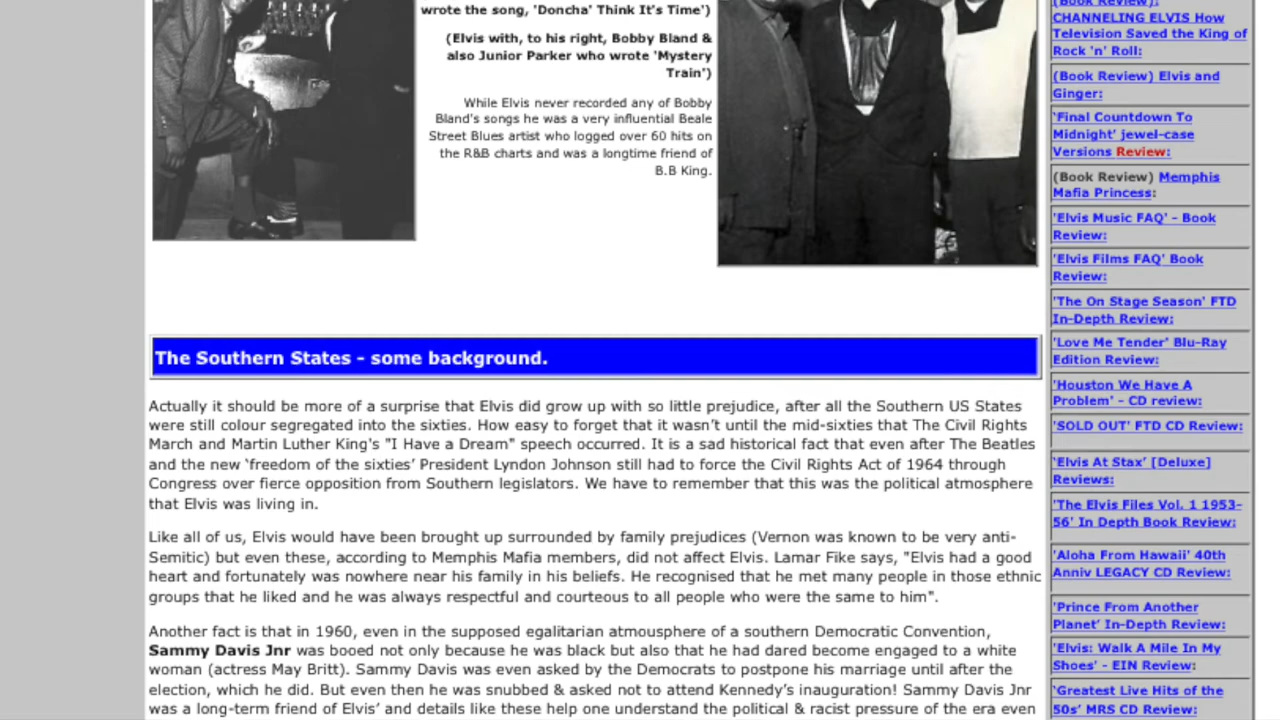 wrote the song, 'Doncha' Think It's Time')
(Elvis with, to his right, Bobby Bland &
also Junior Parker who wrote 'Mystery
Train')
While Elvis never recorded any of Bobby
Bland's songs he was a very influential Beale
Street Blues artist who logged over 60 hits on
the R&B charts and was a longtime friend of
B.B King.
The Southern States - some background.
Actually it should be more of a surprise that Elvis did grow up with so little prejudice, after all the Southern US States
were still colour segregated into the sixties. How easy to forget that it wasn't until the mid-sixties that The Civil Rights
March and Martin Luther King's "I Have a Dream" speech occurred. It is a sad historical fact that even after The Beatles
and the new 'freedom of the sixties' President Lyndon Johnson still had to force the Civil Rights Act of 1964 through
Congress over fierce opposition from Southern legislators. We have to remember that this was the political atmosphere
that Elvis was living in.
Like all of us, Elvis would have been brought up surrounded by family prejudices (Vernon was known to be very anti-
Semitic) but even these, according to Memphis Mafia members, did not affect Elvis. Lamar Fike says, "Elvis had a good
heart and fortunately was nowhere near his family in his beliefs. He recognised that he met many people in those ethnic
groups that he liked and he was always respectful and courteous to all people who were the same to him".
Another fact is that in 1960, even in the supposed egalitarian atmousphere of a southern Democratic Convention,
Sammy Davis Jnr was booed not only because he was black but also that he had dared become engaged to a white
woman (actress May Britt). Sammy Davis was even asked by the Democrats to postpone his marriage until after the
election, which he did. But even then he was snubbed & asked not to attend Kennedy's inauguration! Sammy Davis Jnr
was a long-term friend of Elvis' and details like these help one understand the political & racist pressure of the era even
(Book Review):
CHANNELING ELVIS How
Television Saved the King of
Rock 'n' Roll:
(Book Review) Elvis and
Ginger:
'Final Countdown To
Midnight' jewel-case
Versions Review:
(Book Review) Memphis
Mafia Princess:
'Elvis Music FAQ' - Book
Review:
'Elvis Films FAQ' Book
Review:
'The On Stage Season' FTD
In-Depth Review;
'Love Me Tender' Blu-Ray
Edition Review:
'Houston We Have A
Problem' - CD review:
'SOLD OUT' FTD CD Review:
'Elvis At Stax' [Deluxe]
Reviews:
'The Elvis Files Vol. 1 1953-
56' In Depth Book Review:
'Aloha From Hawaii' 40th
Anniv LEGACY CD Review:
'Prince From Another
Planet' In-Depth Review:
'Elvis: Walk A Mile In My
Shoes' - EIN Review:
'Greatest Live Hits of the
50s' MRS CD Review: